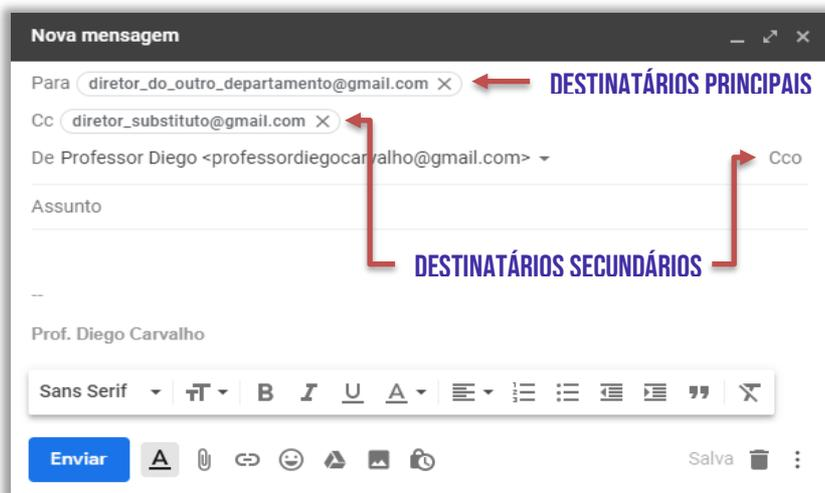 Nova mensagem
Para diretor_do_outro_departamento@gmail.com DESTINATÁRIOS PRINCIPAIS
Cc diretor_substituto@gmail.com
De Professor Diego <professordiegocarvalho@gmail.com> Cco
Assunto
DESTINATÁRIOS SECUNDÁRIOS
--
Prof. Diego Carvalho
Sans Serif
Enviar Salva